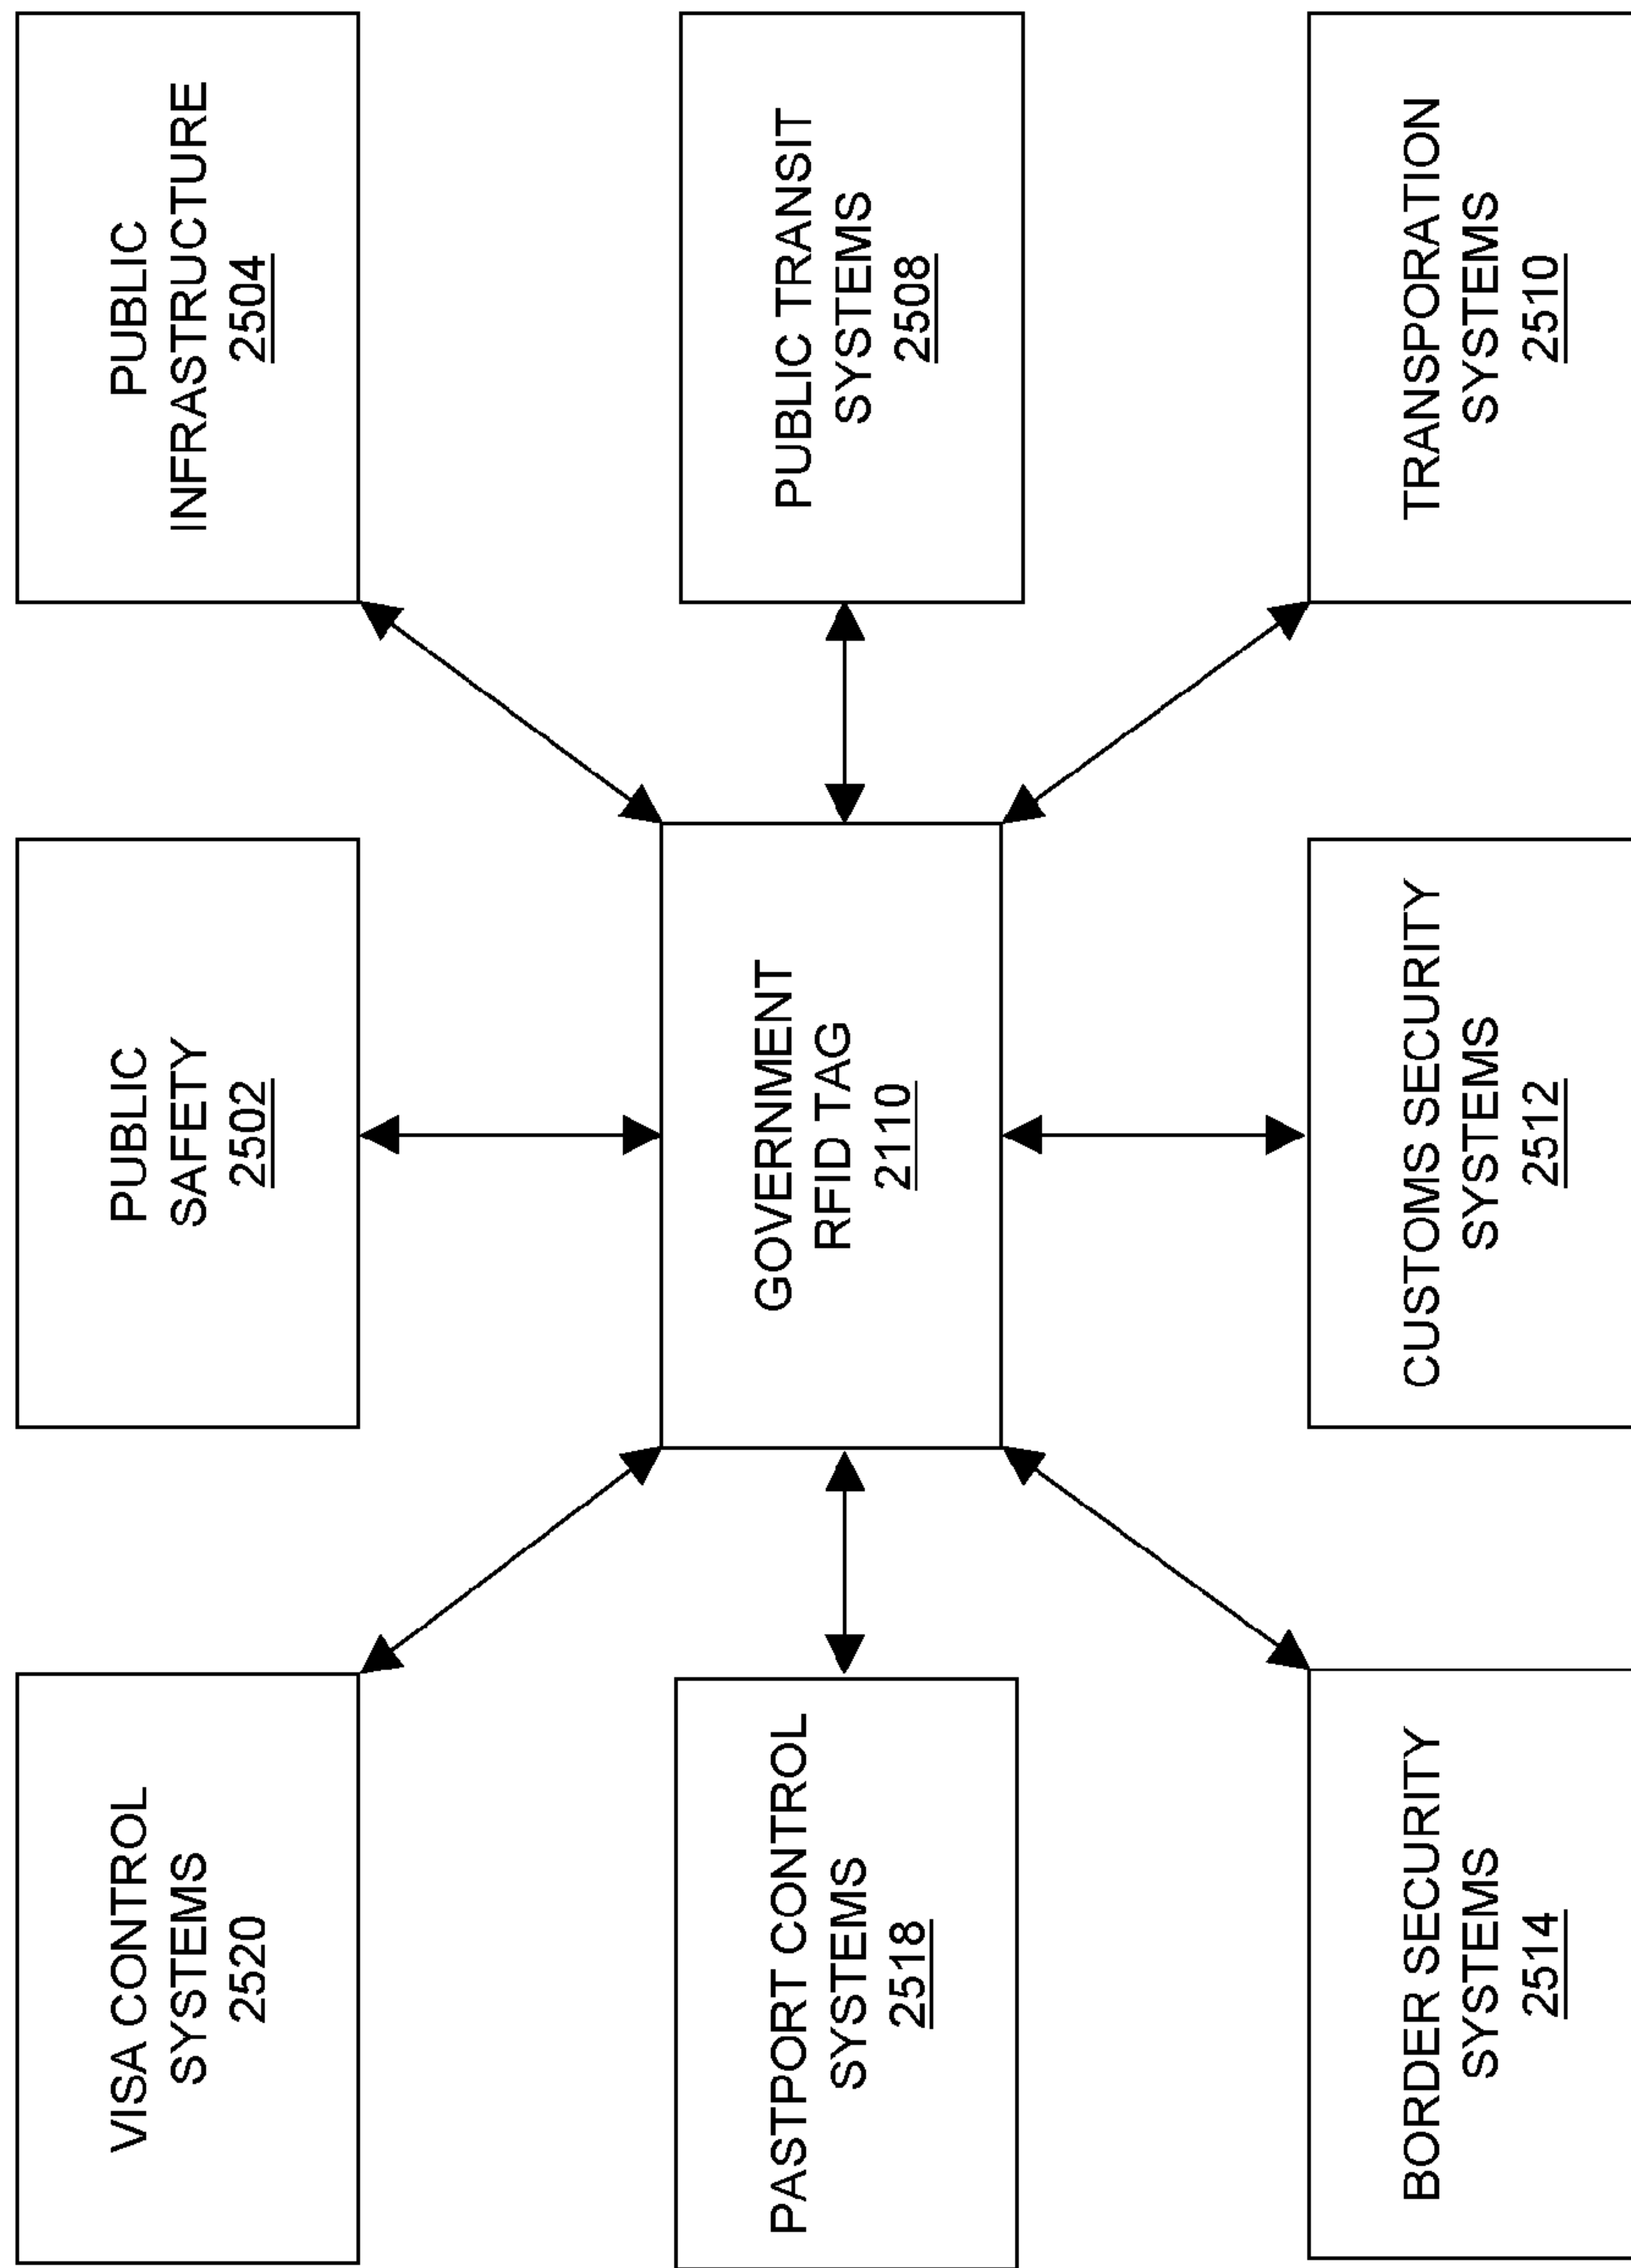 VISA CONTROL
SYSTEMS
2520
PUBLIC
SAFETY
2502
PUBLIC
INFRASTRUCTURE
2504
PASTPORT CONTROL
SYSTEMS
2518
GOVERNMENT
RFID TAG
2110
PUBLIC TRANSIT
SYSTEMS
2508
BORDER SECURITY
SYSTEMS
2514
CUSTOMS SECURITY
SYSTEMS
2512
TRANSPORATION
SYSTEMS
2510